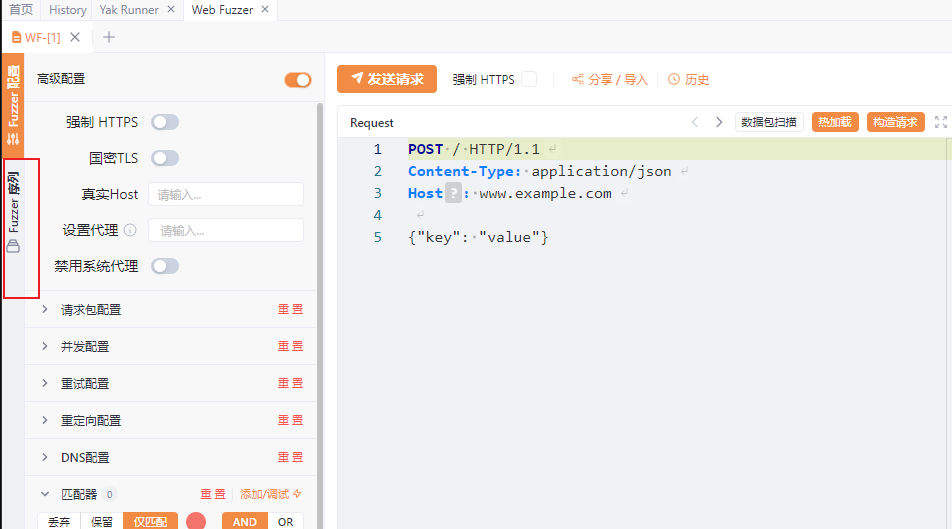 首页 History Yak Runner × Web Fuzzer ×
WF-[1] × +
Fuzzer 配置
Fuzzer 序列
高级配置
强制 HTTPS
国密TLS
真实Host 请输入...
设置代理 请输入...
禁用系统代理
请求包配置 重置
并发配置 重置
重试配置 重置
重定向配置 重置
DNS配置 重置
匹配器 0 重置 添加/调试
丢弃 保留 仅匹配 AND OR
发送请求 强制 HTTPS 分享 / 导入 历史
Request < > 数据包扫描 热加载 构造请求
1 POST / HTTP/1.1
2 Content-Type: application/json
3 Host ? : www.example.com
4
5 {"key": "value"}